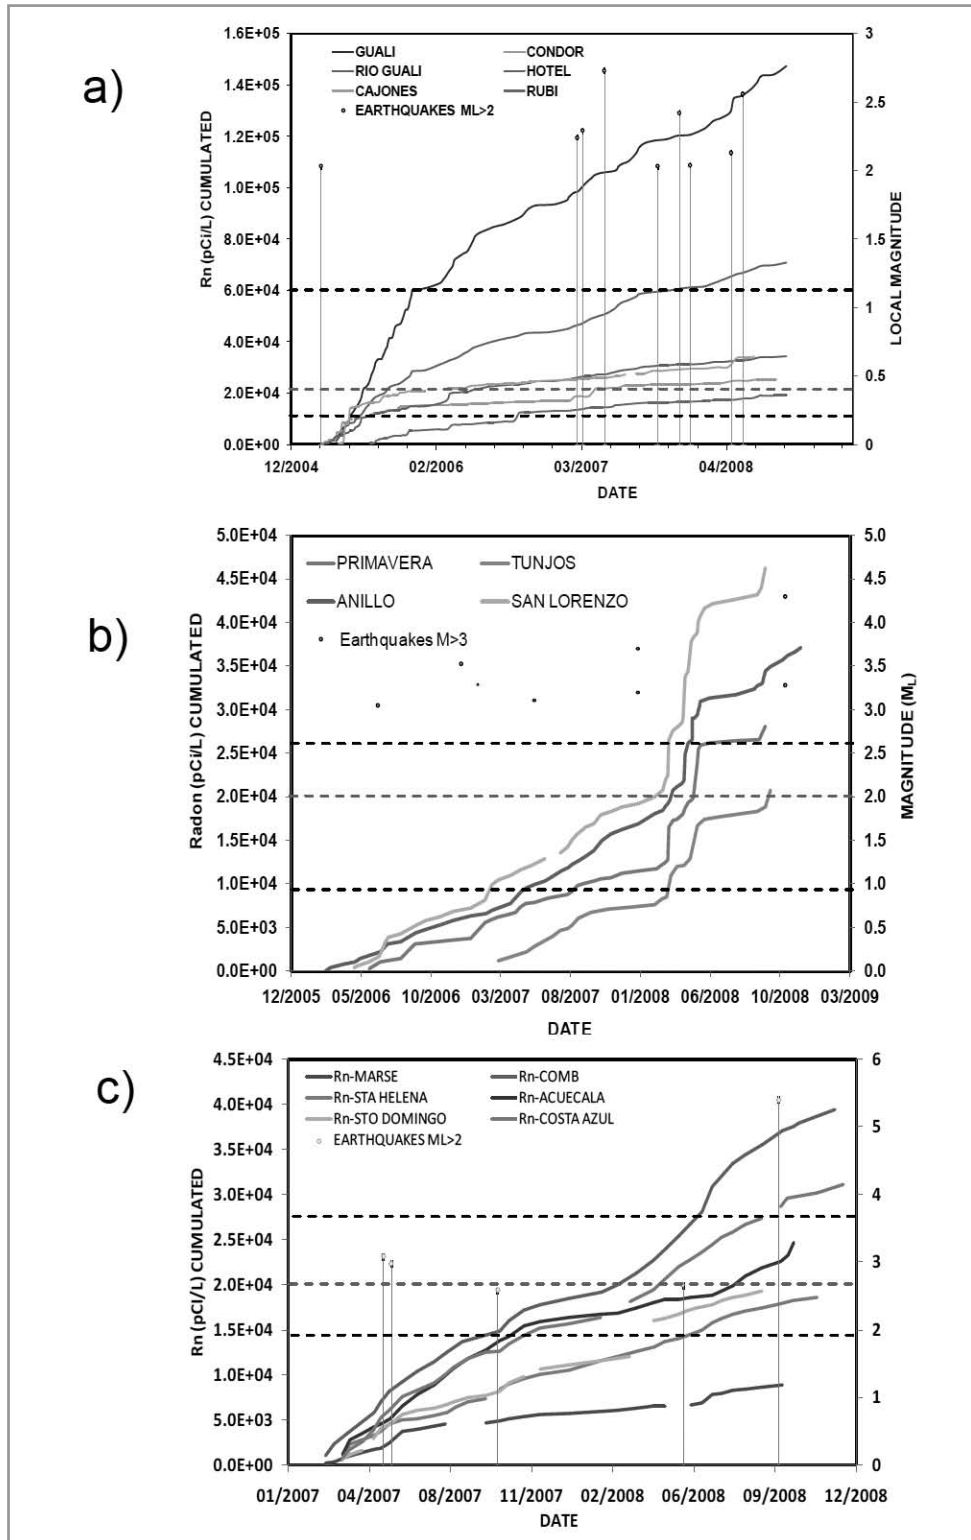 a)
1.6E+05
1.4E+05
1.2E+05
1.0E+05
8.0E+04
6.0E+04
4.0E+04
2.0E+04
0.0E+00
Rn (pCi/L) CUMULATED
GUALI CONDOR
RIO GUALI HOTEL
CAJONES RUBI
EARTHQUAKES ML>2
3
2.5
2
1.5
1
0.5
0
LOCAL MAGNITUDE
12/2004 02/2006 03/2007 04/2008
DATE
b)
5.0E+04
4.5E+04
4.0E+04
3.5E+04
3.0E+04
2.5E+04
2.0E+04
1.5E+04
1.0E+04
5.0E+03
0.0E+00
Radon (pCi/L) CUMULATED
PRIMAVERA TUNJOS
ANILLO SAN LORENZO
Earthquakes M>3
5.0
4.5
4.0
3.5
3.0
2.5
2.0
1.5
1.0
0.5
0.0
MAGNITUDE (ML)
12/2005 05/2006 10/2006 03/2007 08/2007 01/2008 06/2008 10/2008 03/2009
DATE
c)
4.5E+04
4.0E+04
3.5E+04
3.0E+04
2.5E+04
2.0E+04
1.5E+04
1.0E+04
5.0E+03
0.0E+00
Rn (pCI/L) CUMULATED
Rn-MARSE Rn-COMB
Rn-STA HELENA Rn-ACUECALA
Rn-STO DOMINGO Rn-COSTA AZUL
EARTHQUAKES ML>2
6
5
4
3
2
1
0
01/2007 04/2007 08/2007 11/2007 02/2008 06/2008 09/2008 12/2008
DATE